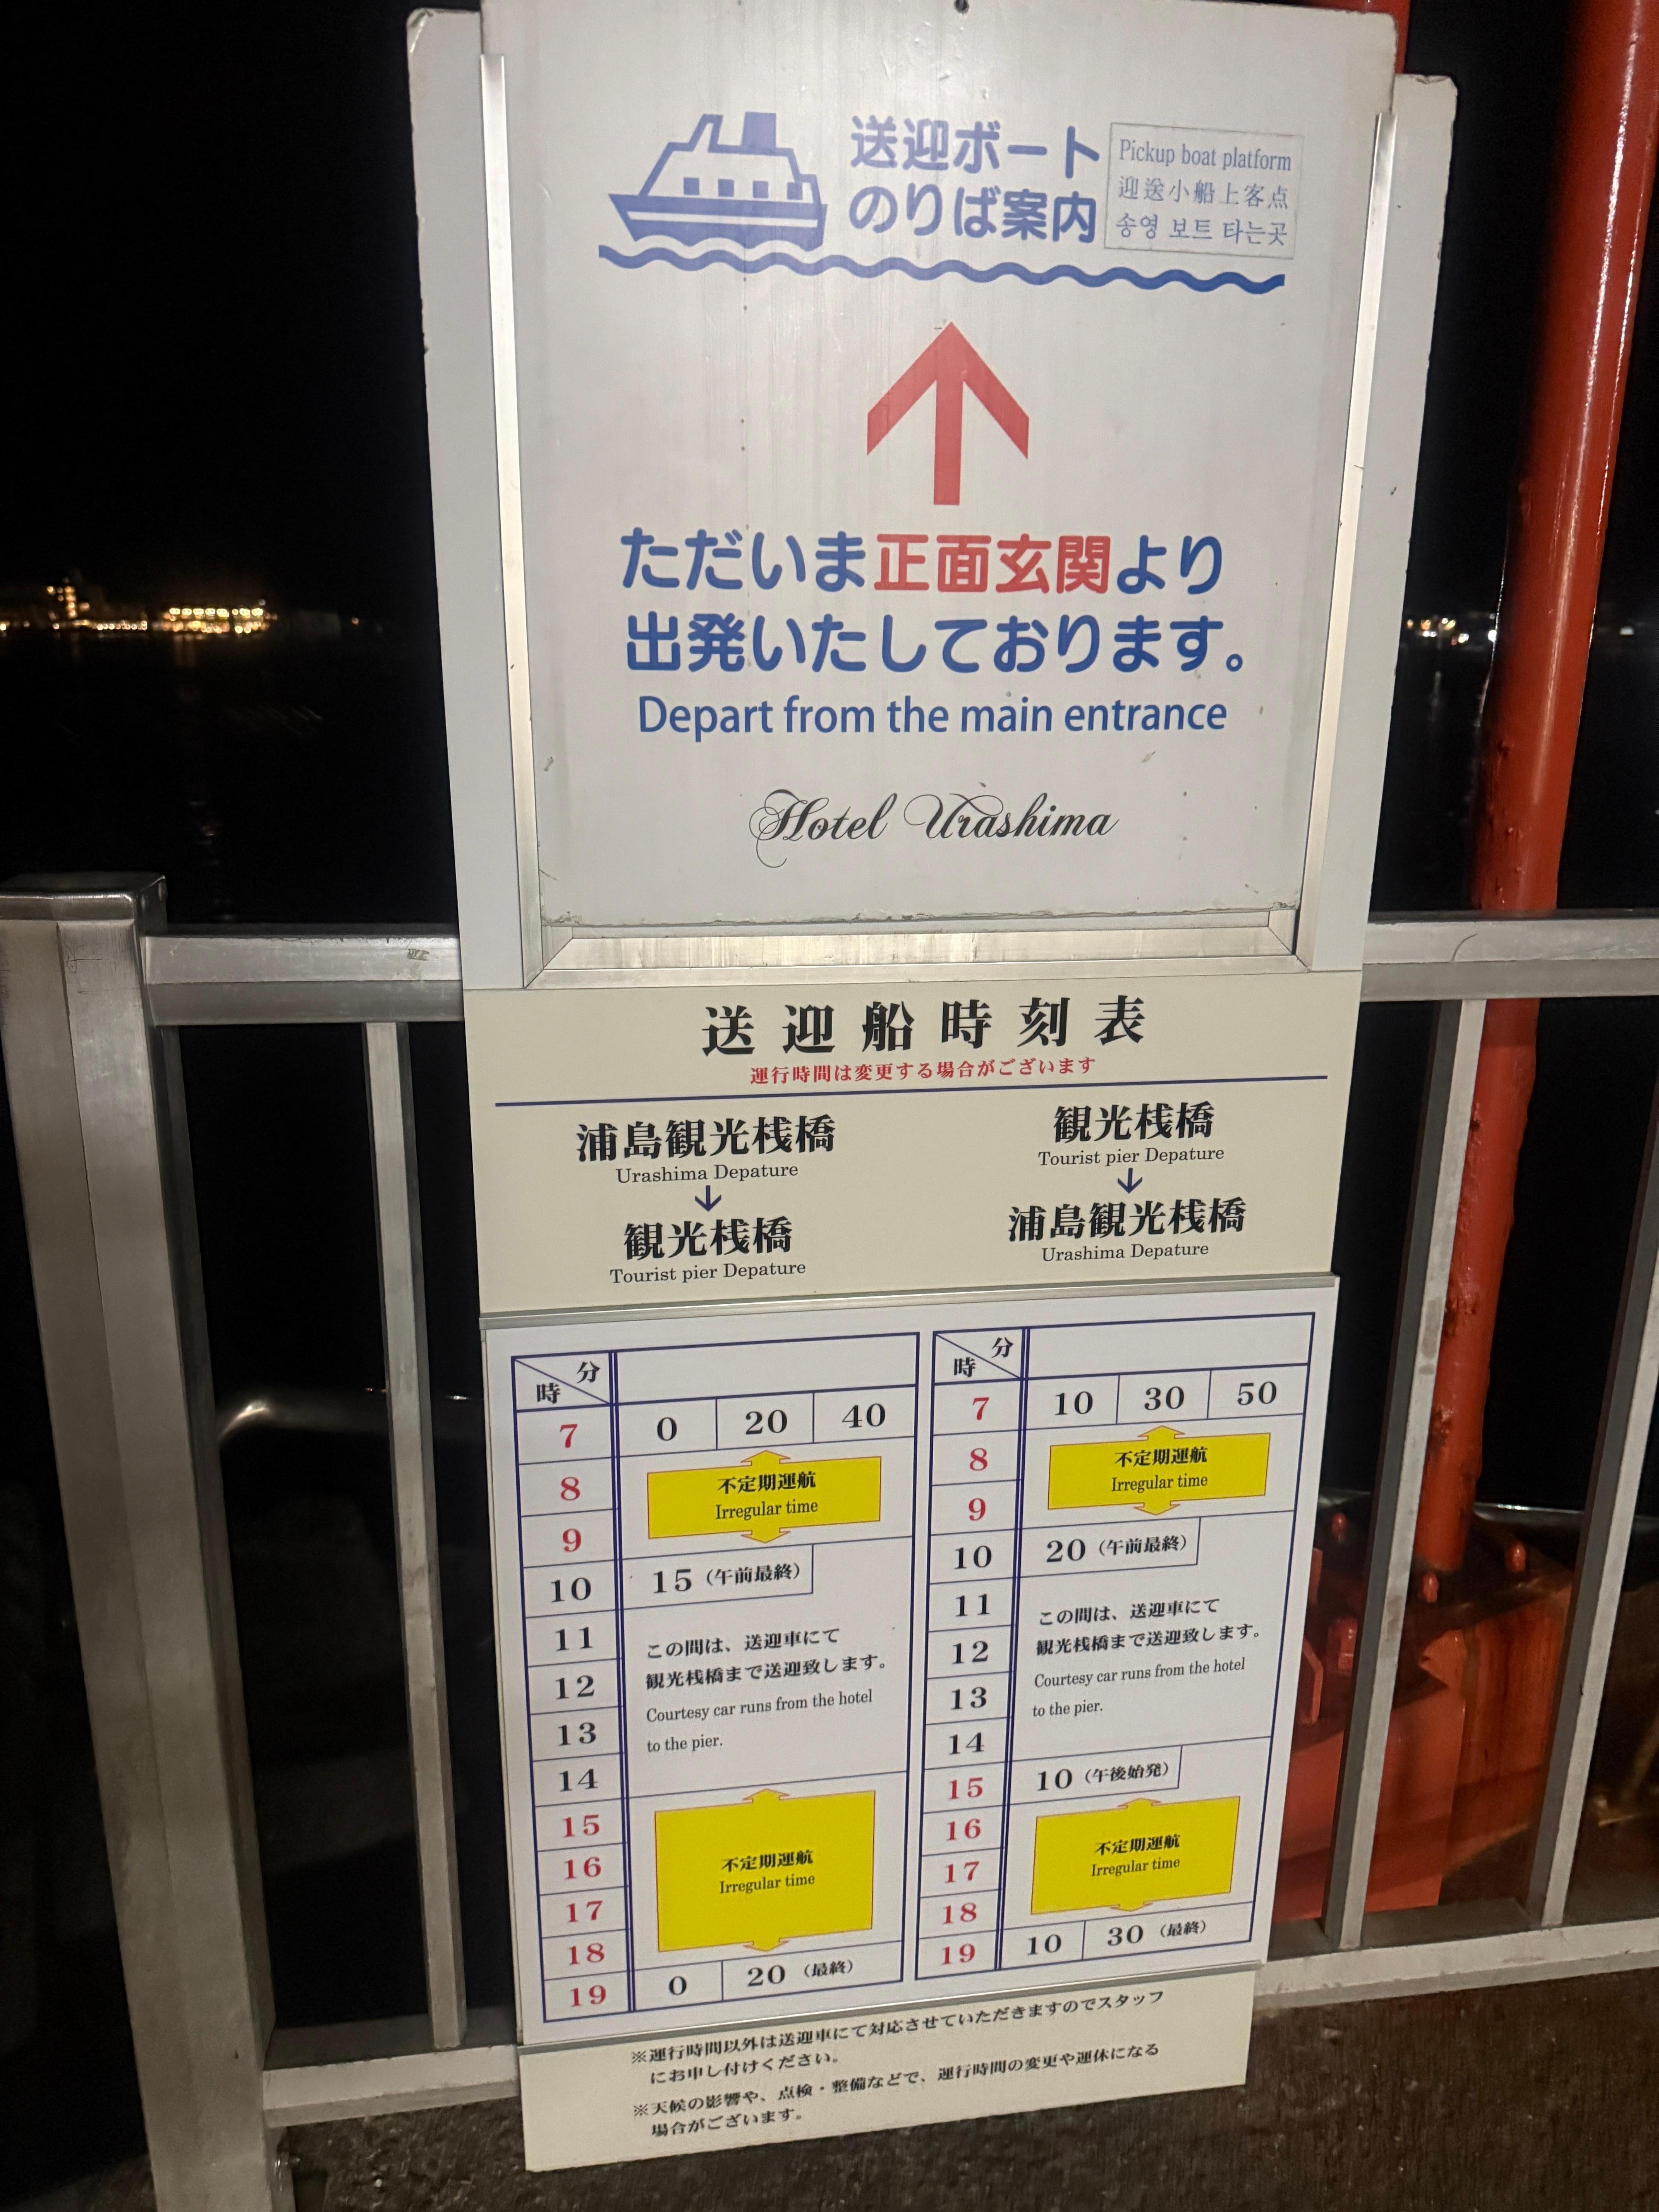 送迎ボート
のりば案内
Pickup boat platform
迎送小船上客点
송영 보트 타는곳
ただいま正面玄関より
出発いたしております。
Depart from the main entrance
Hotel Urashima
送迎船時刻表
運行時間は変更する場合がございます
浦島観光桟橋
Urashima Depature
↓
観光桟橋
Tourist pier Depature
観光桟橋
Tourist pier Depature
↓
浦島観光桟橋
Urashima Depature
時 分
7 0 20 40
8
不定期運航
Irregular time
9
10 15(午前最終)
11
12
13
14
この間は、送迎車にて
観光桟橋まで送迎致します。
Courtesy car runs from the hotel
to the pier.
15
16
17
18
不定期運航
Irregular time
19 0 20(最終)
時 分
7 10 30 50
8
不定期運航
Irregular time
9
10 20(午前最終)
11
12
13
14
この間は、送迎車にて
観光桟橋まで送迎致します。
Courtesy car runs from the hotel
to the pier.
15 10(午後始発)
16
17
18
不定期運航
Irregular time
19 10 30(最終)
※運行時間以外は送迎車にて対応させていただきますのでスタッフ
にお申し付けください。
※天候の影響や、点検・整備などで、運行時間の変更や運休になる
場合がございます。